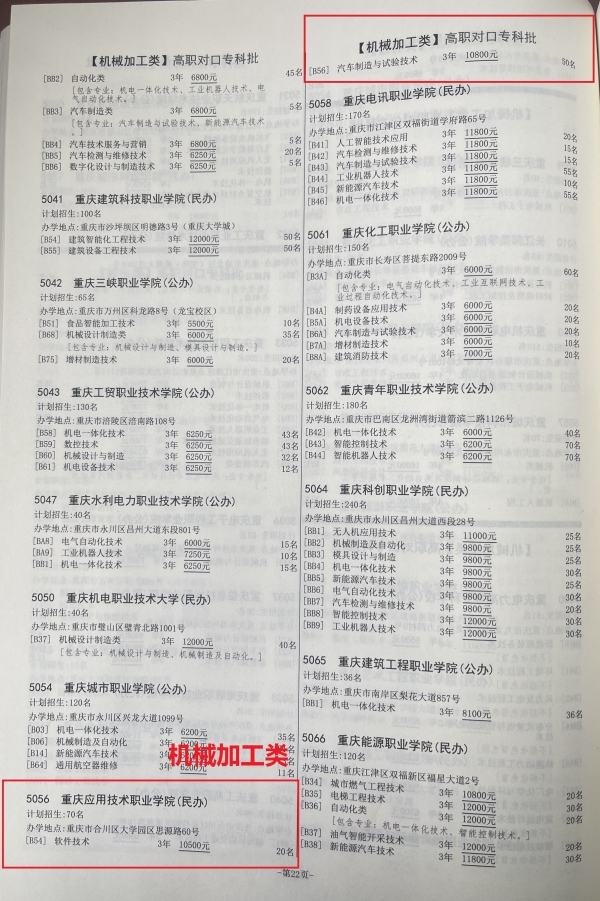 【机械加工类】高职对口专科批
[BB2] 自动化类 3年 6800元 45名
[包含专业: 机电一体化技术、工业机器人技术、电气自动化技术。]
[BB3] 汽车制造类 3年 6800元 5名
[包含专业: 汽车制造与试验技术、新能源汽车技术。]
[BB4] 汽车技术服务与营销 3年 6800元 5名
[BB5] 汽车检测与维修技术 3年 6250元 20名
[BB6] 数字化设计与制造技术 3年 6250元 5名
5041 重庆建筑科技职业学院(民办)
计划招生:100名
办学地点:重庆市沙坪坝区明德路3号(重庆大学城)
[B54] 建筑智能化工程技术 3年 12000元 50名
[B55] 建筑设备工程技术 3年 12000元 50名
5042 重庆三峡职业学院(公办)
计划招生:65名
办学地点:重庆市万州区科龙路8号(龙宝校区)
[B51] 食品智能加工技术 3年 5500元 10名
[B68] 机械设计制造类 3年 6000元 35名
[包含专业: 机械设计与制造、模具设计与制造。]
[B75] 增材制造技术 3年 6000元 20名
5043 重庆工贸职业技术学院(公办)
计划招生:130名
办学地点:重庆市涪陵区涪南路108号
[B58] 机电一体化技术 3年 6250元 43名
[B59] 数控技术 3年 6250元 43名
[B60] 机械设计与制造 3年 6250元 32名
[B61] 机电设备技术 3年 6250元 12名
5047 重庆水利电力职业技术学院(公办)
计划招生:40名
办学地点:重庆市永川区昌州大道东段801号
[BA8] 电气自动化技术 3年 6000元 15名
[BA9] 工业机器人技术 3年 7250元 10名
[BB1] 机电一体化技术 3年 6250元 15名
5050 重庆机电职业技术大学(民办)
计划招生:40名
办学地点:重庆市璧山区璧青北路1001号
[B37] 机械设计制造类 3年 12000元 40名
[包含专业: 机械设计与制造、机械制造及自动化。]
5054 重庆城市职业学院(公办)
计划招生:120名
办学地点:重庆市永川区兴龙大道1099号
[B03] 机电一体化技术 3年 6200元 35名
[B06] 机械制造及自动化 3年 6200元
[B14] 新能源汽车技术 3年 6200元
[B64] 通用航空器维修 3年 6200元 11名
机械加工类
5056 重庆应用技术职业学院(民办)
计划招生:70名
办学地点:重庆市合川区大学园区思源路60号
[B54] 软件技术 3年 10500元 20名
【机械加工类】高职对口专科批
[B56] 汽车制造与试验技术 3年 10800元 50名
5058 重庆电讯职业学院(民办)
计划招生:170名
办学地点:重庆市江津区双福街道学府路65号
[B41] 人工智能技术应用 3年 11800元 20名
[B42] 汽车检测与维修技术 3年 11800元 15名
[B43] 汽车制造与试验技术 3年 11800元 15名
[B44] 工业机器人技术 3年 11800元 55名
[B45] 新能源汽车技术 3年 11800元 10名
[B46] 机电一体化技术 3年 11800元 55名
5061 重庆化工职业学院(公办)
计划招生:150名
办学地点:重庆市长寿区菩提东路2009号
[B3A] 自动化类 3年 6000元 60名
[包含专业: 电气自动化技术、工业互联网技术、工业过程自动化技术。]
[B4A] 制药设备应用技术 3年 6000元 20名
[B5A] 机电设备技术 3年 6000元 20名
[B6A] 汽车制造与试验技术 3年 6000元 20名
[B7A] 增材制造技术 3年 6000元 10名
[B8A] 建筑消防技术 3年 7000元 20名
5062 重庆青年职业技术学院(公办)
计划招生:180名
办学地点:重庆市巴南区龙洲湾街道箭滨二路1126号
[B42] 机电一体化技术 3年 6000元 40名
[B43] 智能控制技术 3年 6200元 70名
[B44] 智能机器人技术 3年 6200元 70名
5064 重庆科创职业学院(民办)
计划招生:240名
办学地点:重庆市永川区昌州大道西段28号
[BB1] 无人机应用技术 3年 11000元 25名
[BB2] 机械制造及自动化 3年 9800元 25名
[BB3] 模具设计与制造 3年 9800元 25名
[BB4] 机电一体化技术 3年 9800元 30名
[BB5] 新能源汽车技术 3年 9800元 25名
[BB6] 电气自动化技术 3年 9800元 30名
[BB7] 汽车检测与维修技术 3年 9800元 20名
[BB8] 智能控制技术 3年 12000元 30名
[BB9] 工业机器人技术 3年 12000元 30名
5065 重庆建筑工程职业学院(公办)
计划招生:36名
办学地点:重庆市南岸区梨花大道857号
[BB1] 机电一体化技术 3年 8100元 36名
5066 重庆能源职业学院(民办)
计划招生:120名
办学地点:重庆江津区双福新区福星大道2号
[B34] 城市燃气工程技术 3年 10800元 20名
[B35] 电梯工程技术 3年 12000元 30名
[B36] 自动化类 3年 12000元 30名
[包含专业: 机电一体化技术、智能控制技术。]
[B37] 油气智能开采技术 3年 12000元 20名
[B38] 新能源汽车技术 3年 11800元 30名
-第22页-